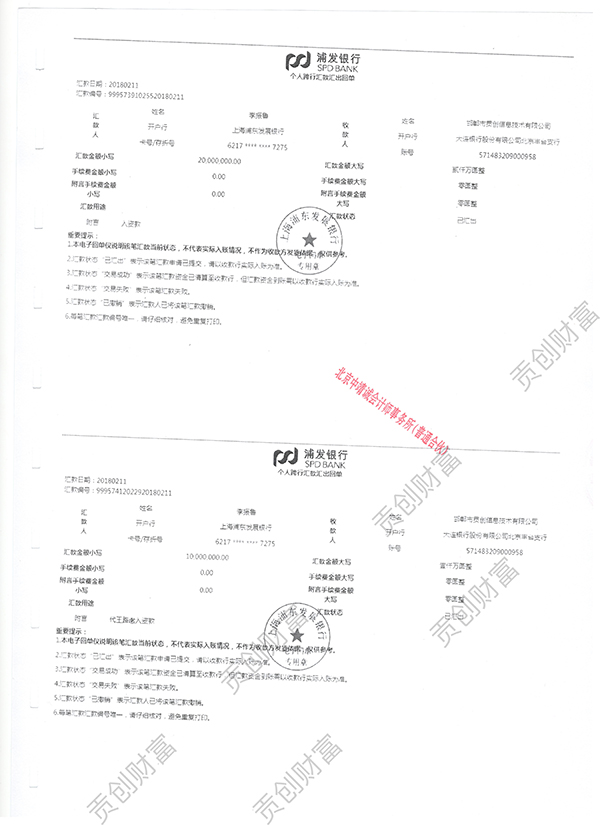 浦发银行
SPD BANK
个人跨行汇款汇出回单
汇款日期：20180211
汇款编号：9995739102552018​0211
汇款人
姓名 李振鲁
开户行 上海浦东发展银行
卡号/存折号 6217 **** **** 7275
收款人
姓名 邯郸市贡创信息技术有限公司
开户行 大连银行股份有限公司北京丰台支行
账号 571483209000958
汇款金额小写 20,000,000.00 汇款金额大写 贰仟万圆整
手续费金额小写 0.00 手续费金额大写 零圆整
附言手续费金额小写 0.00 附言手续费金额大写 零圆整
汇款用途 汇款状态 已汇出
附言 入资款
重要提示：
1.本电子回单仅说明该笔汇款当前状态，不代表实际入账情况，不作为收款方发货依据，仅供参考。
2.汇款状态“已汇出”表示该笔汇款申请已提交，请以收款行实际入账为准。
3.汇款状态“交易成功”表示该笔汇款资金已清算至收款行，但汇款资金到账需以收款行实际入账为准。
4.汇款状态“交易失败”表示该笔汇款失败。
5.汇款状态“已撤销”表示汇款人已将该笔汇款撤销。
6.每笔汇款汇款编号唯一，请仔细核对，避免重复打印。
上海浦东发展银行
专用章
贡创财富
北京中靖诚会计师事务所(普通合伙)
浦发银行
SPD BANK
个人跨行汇款汇出回单
汇款日期：20180211
汇款编号：99957412022920180211
汇款人
姓名 李振鲁
开户行 上海浦东发展银行
卡号/存折号 6217 **** **** 7275
收款人
姓名 邯郸市贡创信息技术有限公司
开户行 大连银行股份有限公司北京丰台支行
账号 571483209000958
汇款金额小写 10,000,000.00 汇款金额大写 壹仟万圆整
手续费金额小写 0.00 手续费金额大写 零圆整
附言手续费金额小写 0.00 附言手续费金额大写 零圆整
汇款用途 汇款状态 已汇出
附言 代王路彬入资款
重要提示：
1.本电子回单仅说明该笔汇款当前状态，不代表实际入账情况，不作为收款方发货依据，仅供参考。
2.汇款状态“已汇出”表示该笔汇款申请已提交，请以收款行实际入账为准。
3.汇款状态“交易成功”表示该笔汇款资金已清算至收款行，但汇款资金到账需以收款行实际入账为准。
4.汇款状态“交易失败”表示该笔汇款失败。
5.汇款状态“已撤销”表示汇款人已将该笔汇款撤销。
6.每笔汇款汇款编号唯一，请仔细核对，避免重复打印。
上海浦东发展银行
专用章
贡创财富
贡创财富
贡创财富
贡创财富
贡创财富